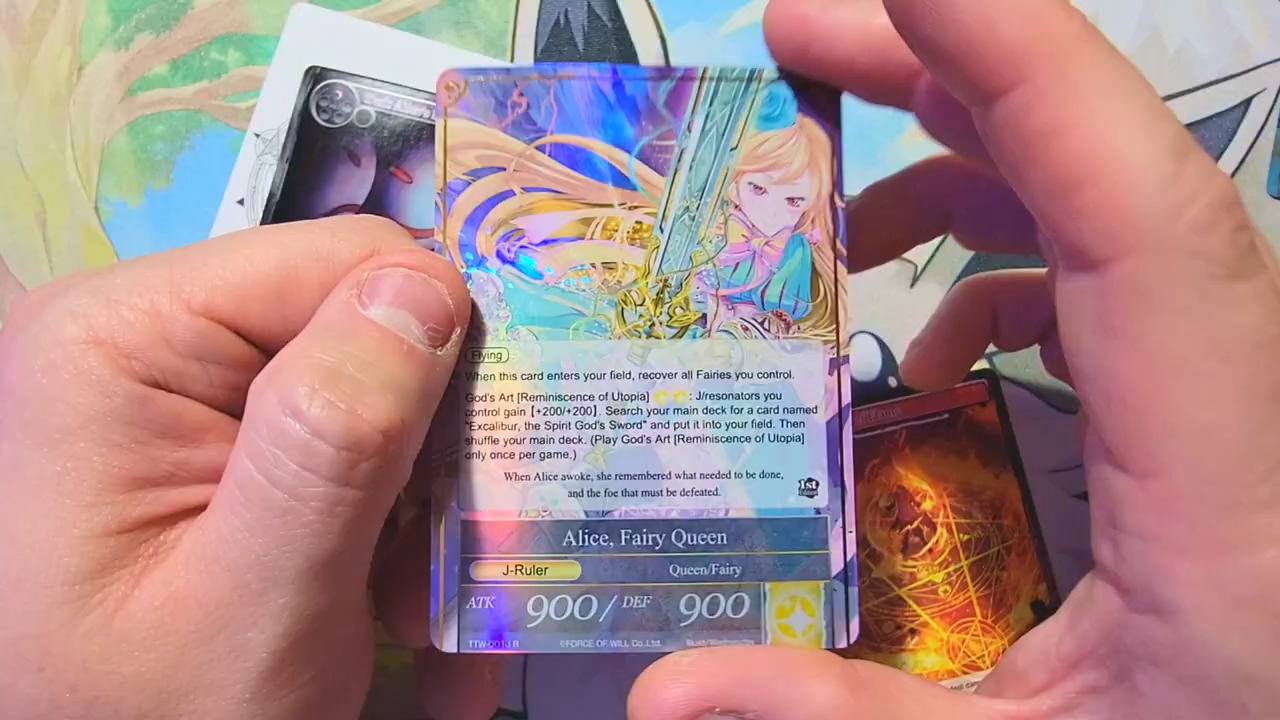 Flying
When this card enters your field, recover all Fairies you control.
God's Art [Reminiscence of Utopia] : J/resonators you
control gain [+200/+200]. Search your main deck for a card named
"Excalibur, the Spirit God's Sword" and put it into your field. Then
shuffle your main deck. (Play God's Art [Reminiscence of Utopia]
only once per game.)
When Alice awoke, she remembered what needed to be done,
and the foe that must be defeated.
1st
Edition
Alice, Fairy Queen
J-Ruler
Queen/Fairy
ATK 900 / DEF 900
TTW-001J R ©FORCE OF WILL Co.,Ltd.